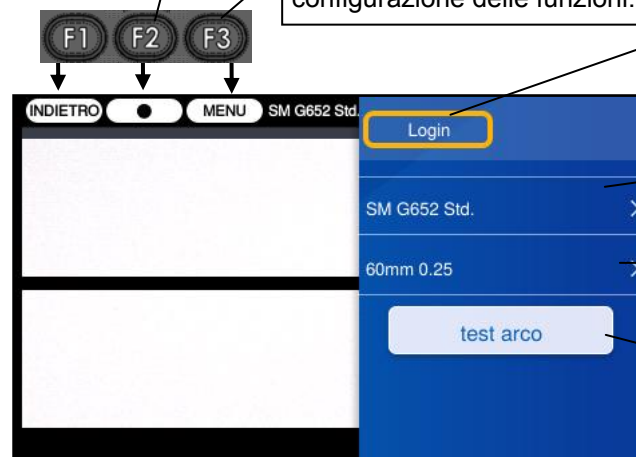 configurazione delle funzioni.
F1 F2 F3
INDIETRO ● MENU SM G652 Std.
Login
SM G652 Std.
60mm 0.25
test arco